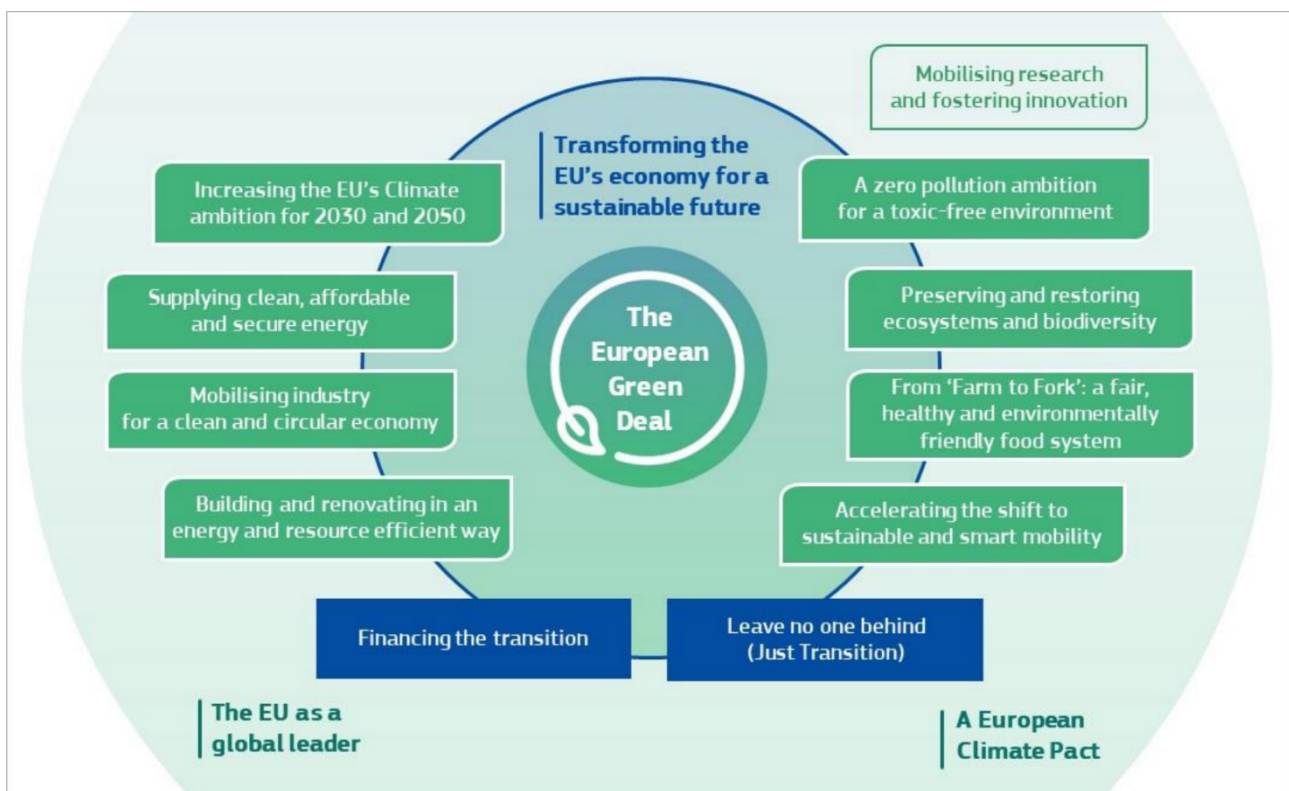 Mobilising research
and fostering innovation
Transforming the
EU's economy for a
sustainable future
Increasing the EU's Climate
ambition for 2030 and 2050
Supplying clean, affordable
and secure energy
Mobilising industry
for a clean and circular economy
Building and renovating in an
energy and resource efficient way
The
European
Green
Deal
A zero pollution ambition
for a toxic-free environment
Preserving and restoring
ecosystems and biodiversity
From ‘Farm to Fork’: a fair,
healthy and environmentally
friendly food system
Accelerating the shift to
sustainable and smart mobility
Financing the transition
Leave no one behind
(Just Transition)
The EU as a
global leader
A European
Climate Pact